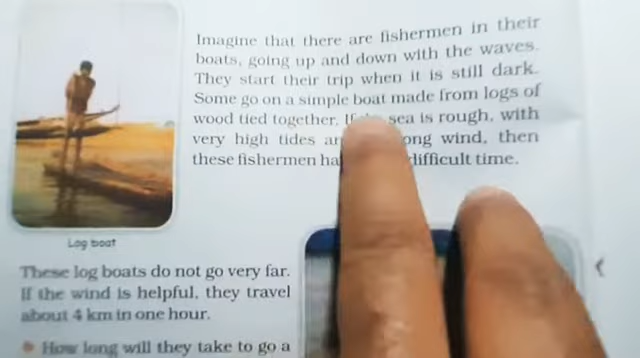 Imagine that there are fishermen in their
boats, going up and down with the waves.
They start their trip when it is still dark.
Some go on a simple boat made from logs of
wood tied together. If sea is rough, with
very high tides wind, then
these fishermen difficult time.
Log boat
These log boats do not go very far.
If the wind is helpful, they travel
about 4 km in one hour.
How long will they take to go a